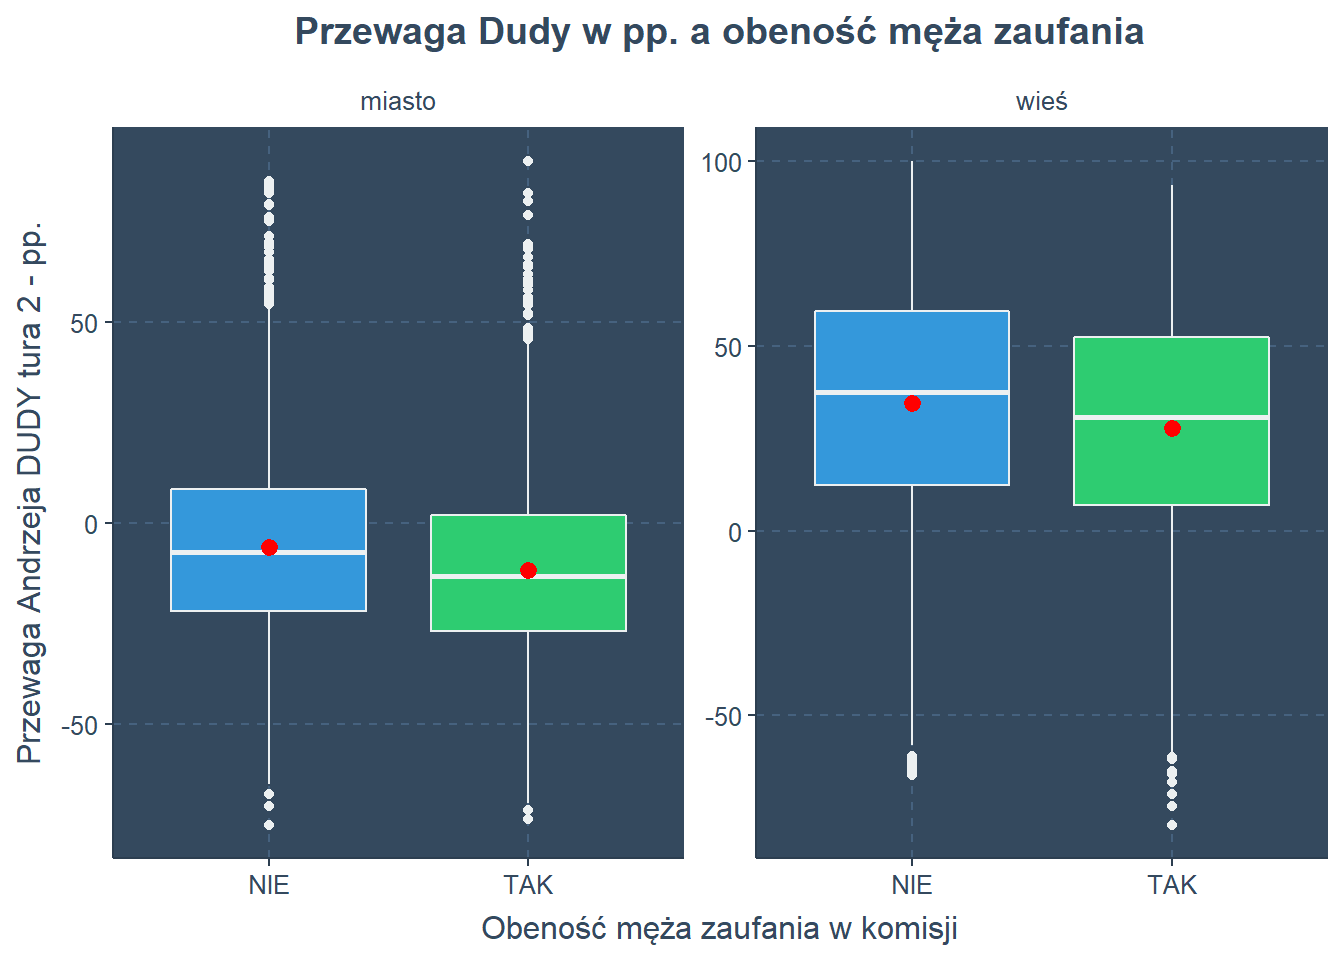 Przewaga Dudy w pp. a obeność męża zaufania
miasto
wieś
Przewaga Andrzeja DUDY tura 2 - pp.
50
0
-50
100
50
0
-50
NIE
TAK
NIE
TAK
Obeność męża zaufania w komisji